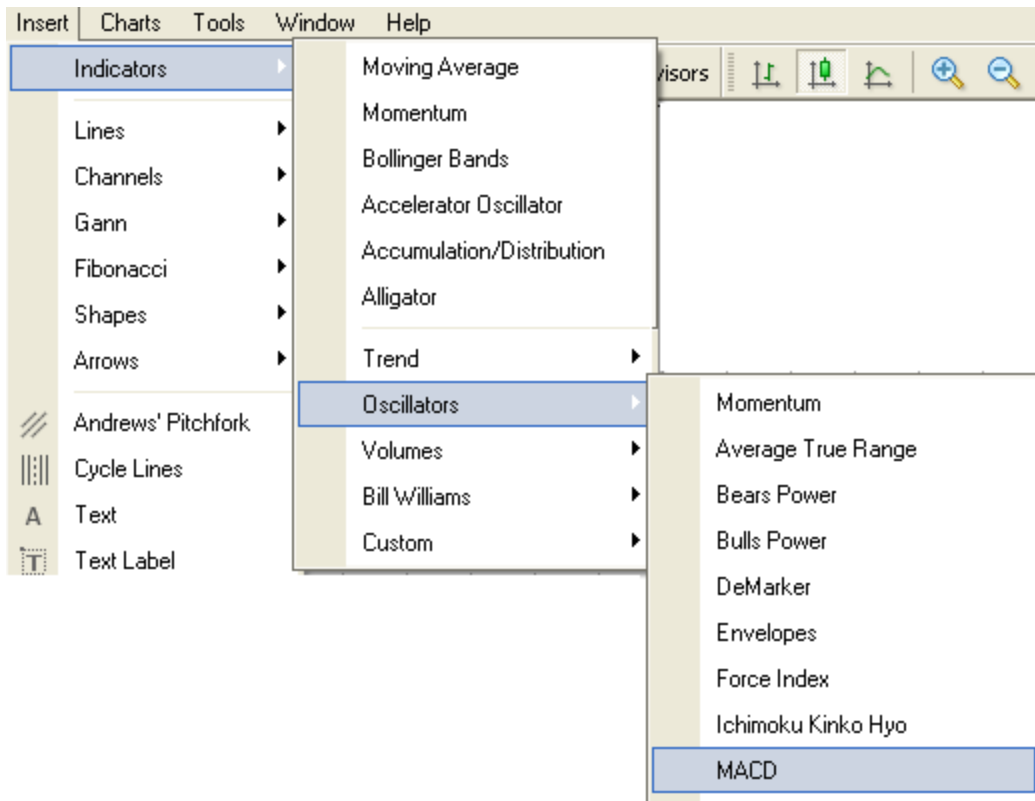 Insert Charts Tools Window Help
Indicators
Lines
Channels
Gann
Fibonacci
Shapes
Arrows
Andrews' Pitchfork
Cycle Lines
A Text
T Text Label
Moving Average
Momentum
Bollinger Bands
Accelerator Oscillator
Accumulation/Distribution
Alligator
Trend
Oscillators
Volumes
Bill Williams
Custom
visors
Momentum
Average True Range
Bears Power
Bulls Power
DeMarker
Envelopes
Force Index
Ichimoku Kinko Hyo
MACD